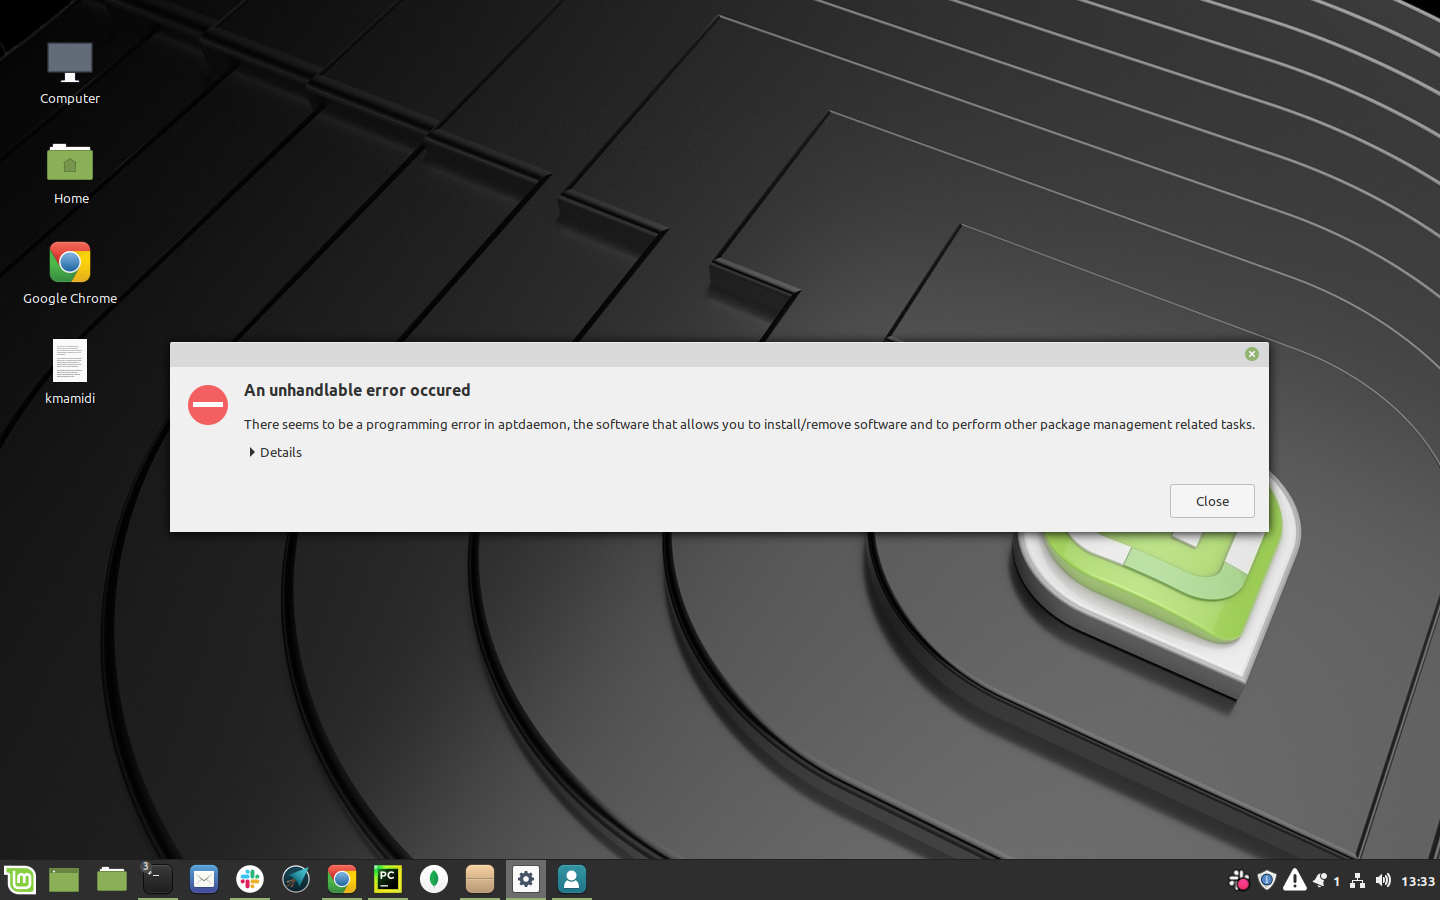 Computer
Home
Google Chrome
kmamidi
An unhandlable error occured
There seems to be a programming error in aptdaemon, the software that allows you to install/remove software and to perform other package management related tasks.
Details
Close
3
PC
1
13:33